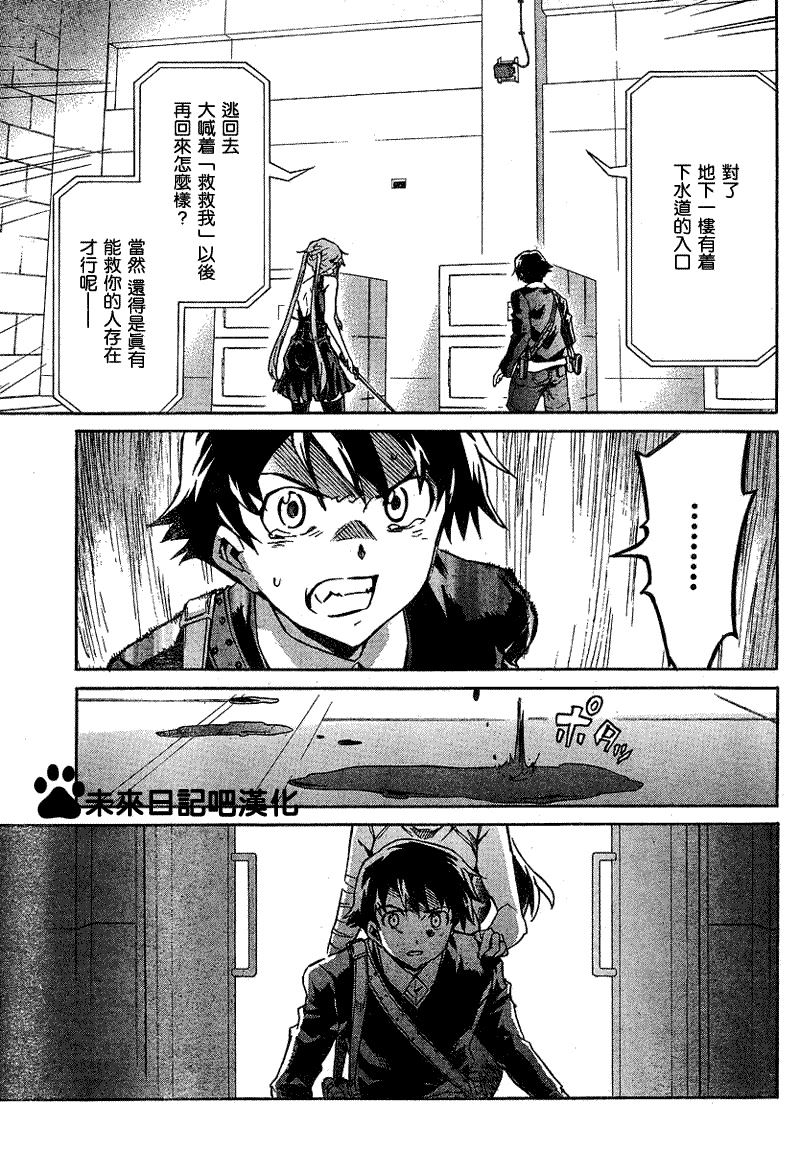 對了
地下一樓有着
下水道的入口
逃回去
大喊着「救救我」以後
再回來怎麼樣？
當然 還得是真有
能救你的人存在
才行呢——
………
ポタッ
未來日記吧漢化